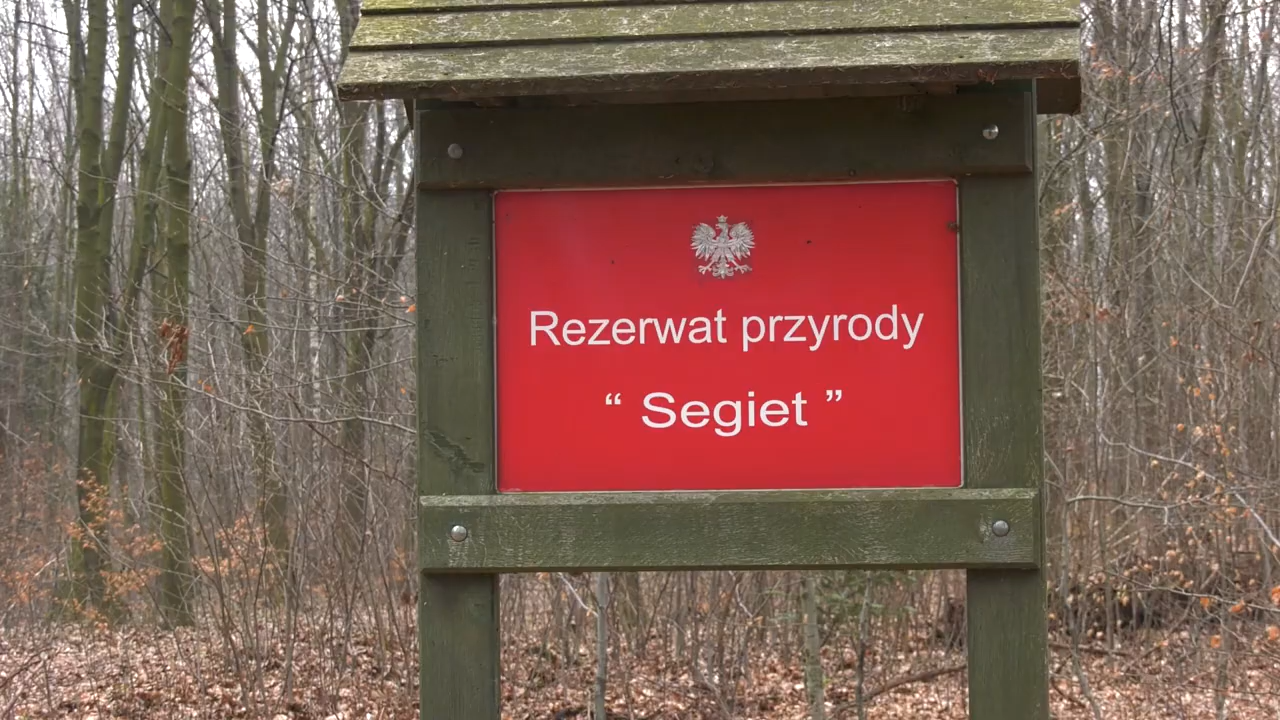 Rezerwat przyrody
“ Segiet ”